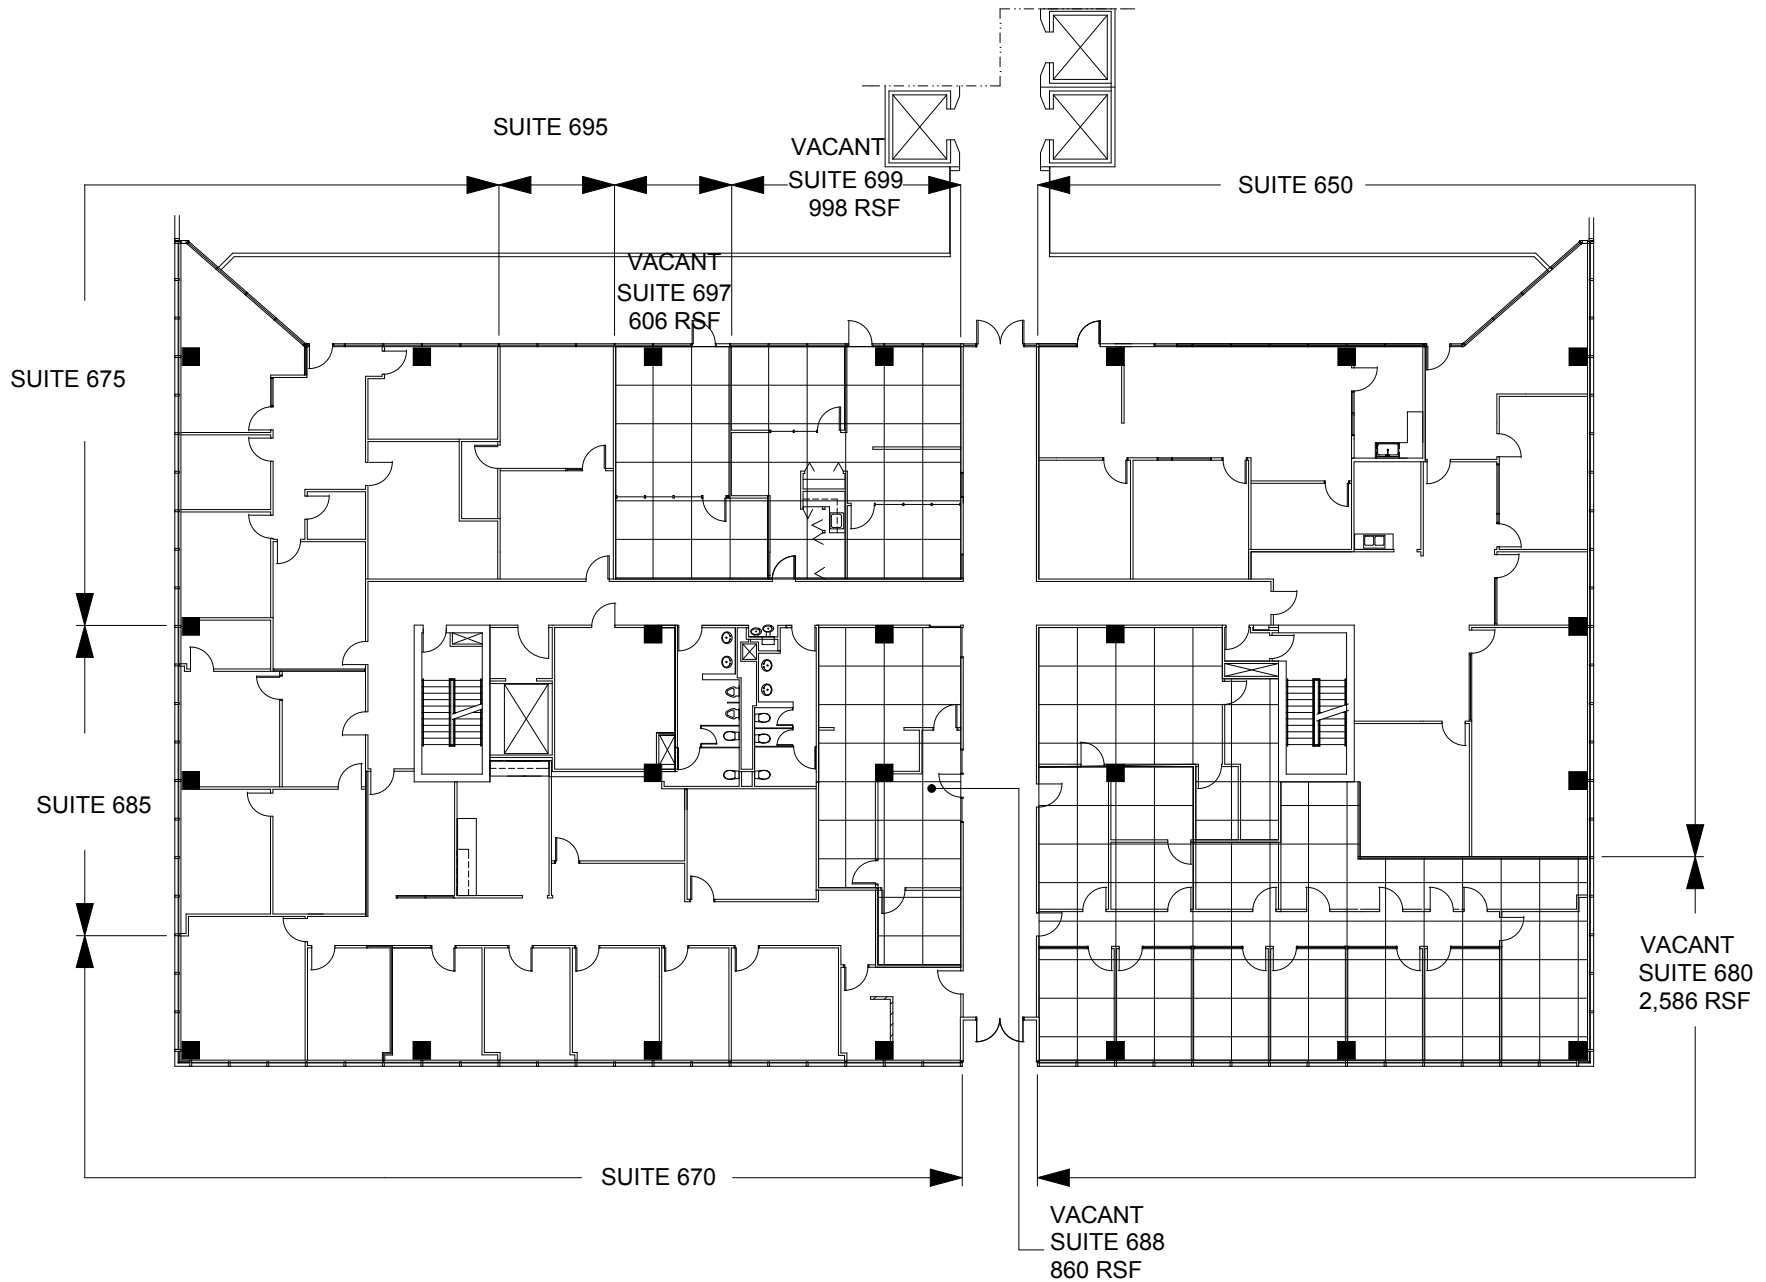 SUITE 695
VACANT
SUITE 699
998 RSF
SUITE 650
VACANT
SUITE 697
606 RSF
SUITE 675
SUITE 685
VACANT
SUITE 680
2,586 RSF
SUITE 670
VACANT
SUITE 688
860 RSF